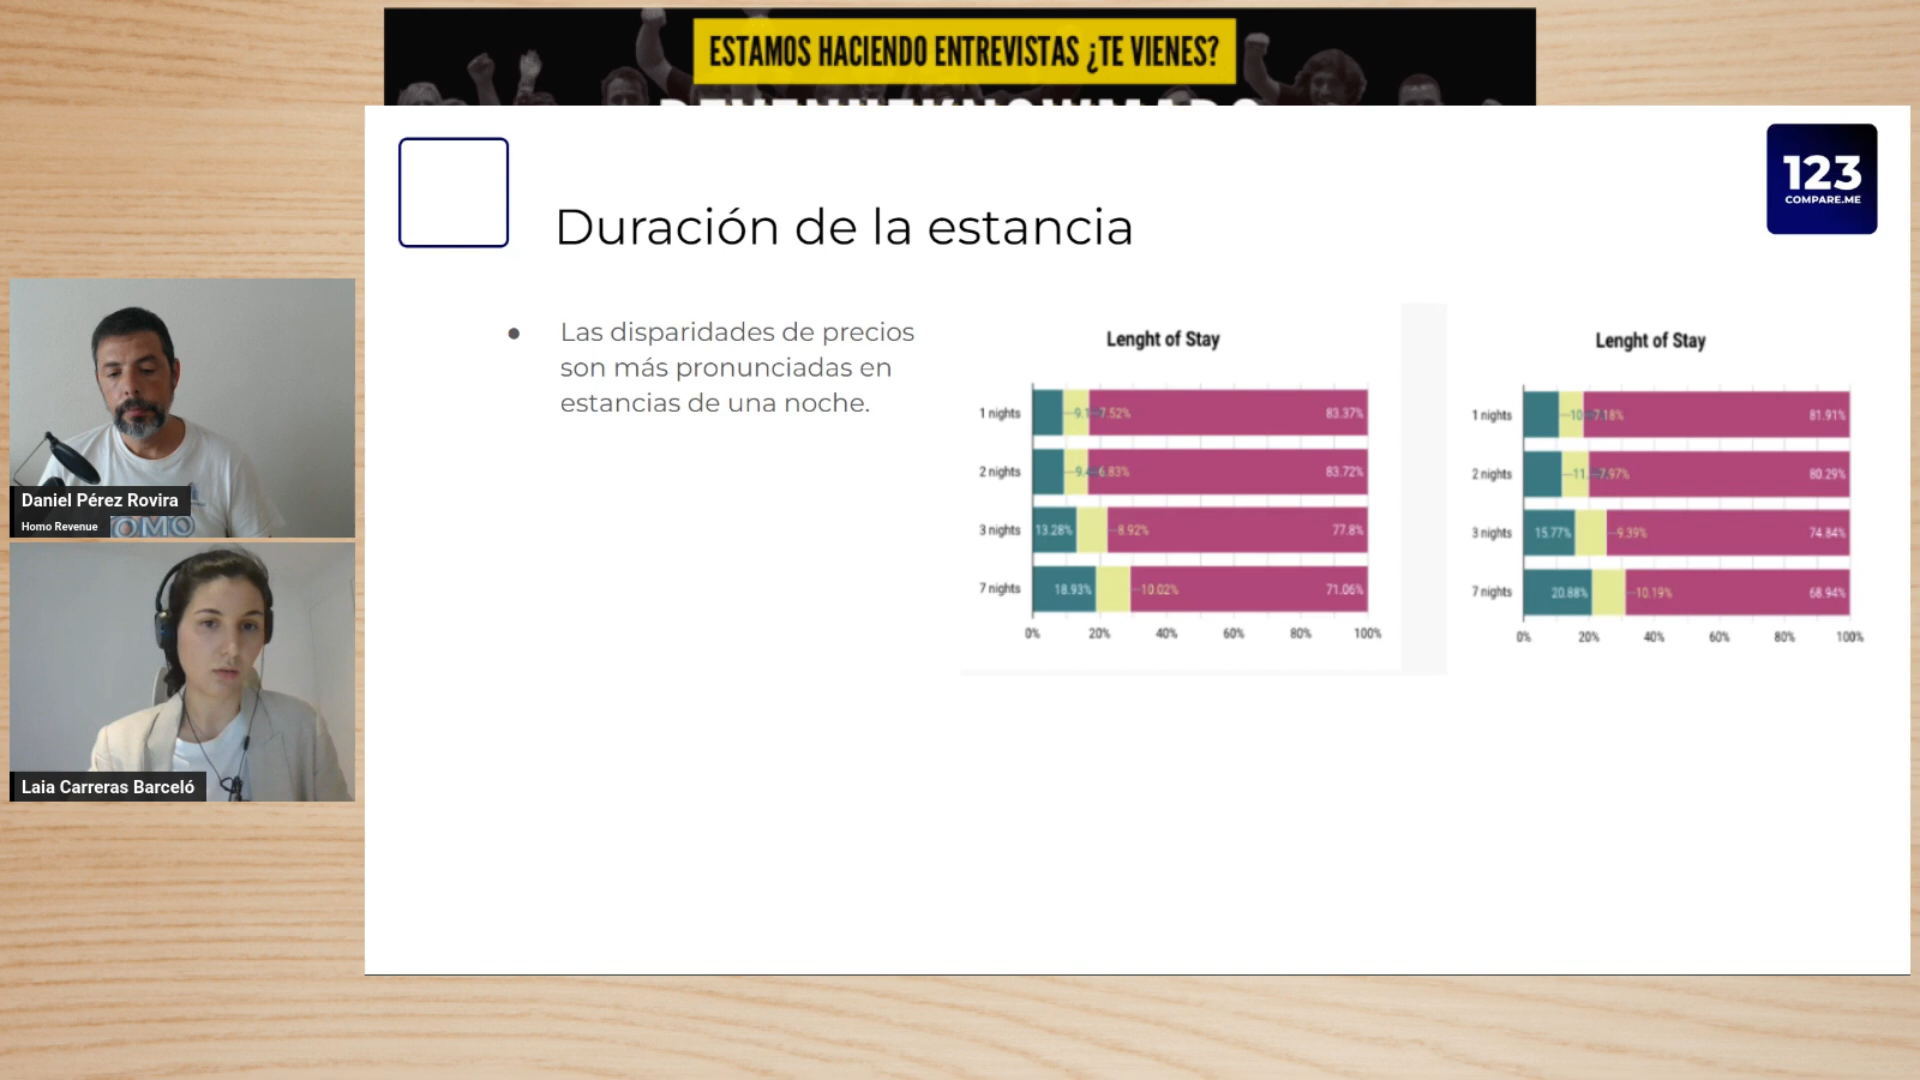 ESTAMOS HACIENDO ENTREVISTAS ¿TE VIENES?
123
COMPARE.ME
Duración de la estancia
● Las disparidades de precios
son más pronunciadas en
estancias de una noche.
Lenght of Stay
1 nights 7.52% 83.37%
2 nights 6.83% 83.72%
3 nights 13.28% 8.92% 77.8%
7 nights 18.93% 10.02% 71.06%
0% 20% 40% 60% 80% 100%
Lenght of Stay
1 nights 7.18% 81.91%
2 nights 7.97% 80.29%
3 nights 15.77% 9.39% 74.84%
7 nights 20.88% 10.19% 68.94%
0% 20% 40% 60% 80% 100%
Daniel Pérez Rovira
Homo Revenue
OMO
Laia Carreras Barceló